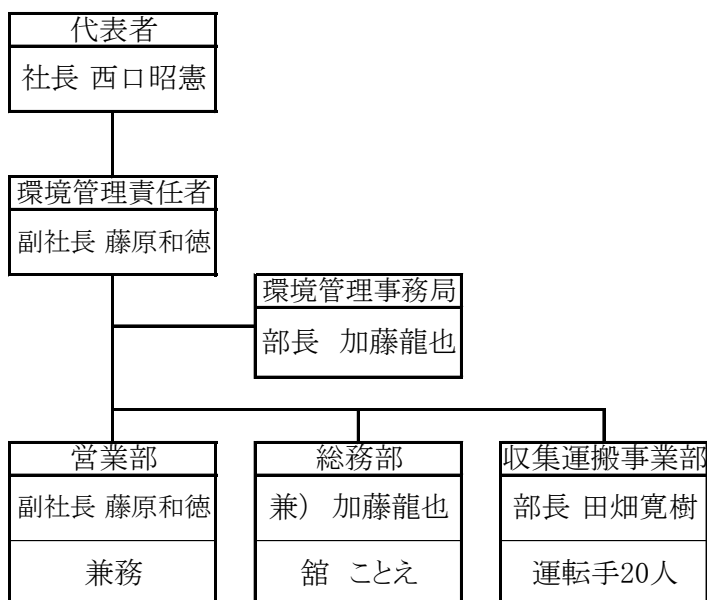 代表者
社長 西口昭憲
環境管理責任者
副社長 藤原和徳
環境管理事務局
部長 加藤龍也
営業部
副社長 藤原和徳
兼務
総務部
兼） 加藤龍也
舘 ことえ
収集運搬事業部
部長 田畑寛樹
運転手20人